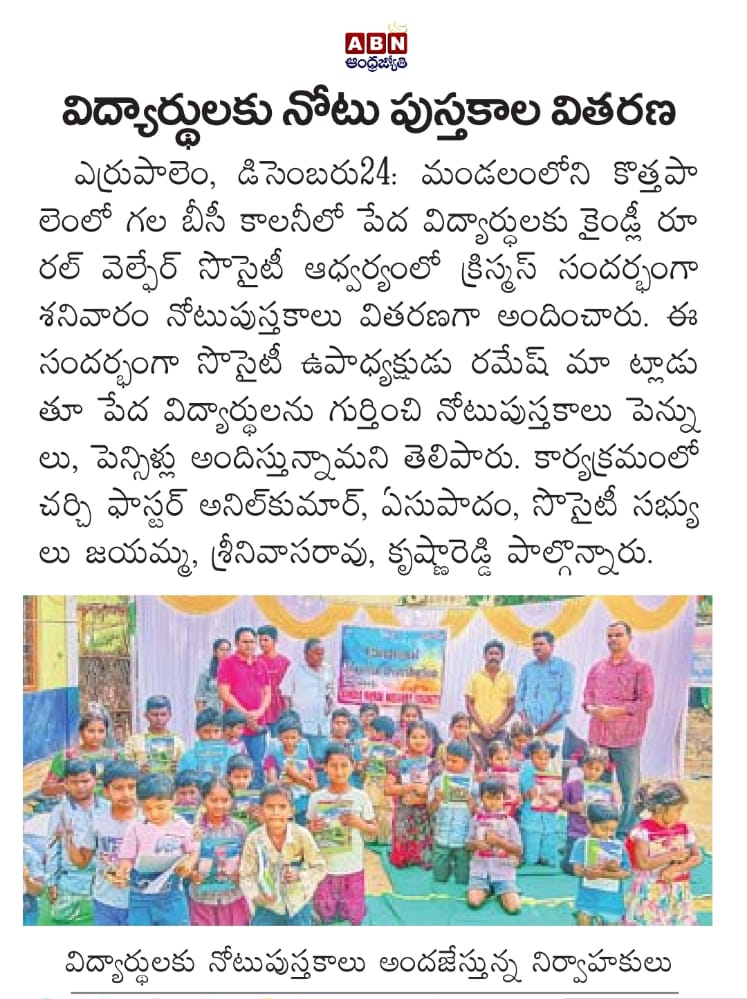 ABN
ఆంధ్రజ్యోతి
విద్యార్థులకు నోటు పుస్తకాల వితరణ
ఎర్రుపాలెం, డిసెంబరు24: మండలంలోని కొత్తపా
లెంలో గల బీసీ కాలనీలో పేద విద్యార్ధులకు కైండ్లీ రూ
రల్ వెల్ఫేర్ సొసైటీ ఆధ్వర్యంలో క్రిస్మస్ సందర్భంగా
శనివారం నోటుపుస్తకాలు వితరణగా అందించారు. ఈ
సందర్భంగా సొసైటీ ఉపాధ్యక్షుడు రమేష్ మా ట్లాడు
తూ పేద విద్యార్థులను గుర్తించి నోటుపుస్తకాలు పెన్ను
లు, పెన్సిళ్లు అందిస్తున్నామని తెలిపారు. కార్యక్రమంలో
చర్చి ఫాస్టర్ అనిల్‌కుమార్, ఏసుపాదం, సొసైటీ సభ్యు
లు జయమ్మ, శ్రీనివాసరావు, కృష్ణారెడ్డి పాల్గొన్నారు.
విద్యార్థులకు నోటుపుస్తకాలు అందజేస్తున్న నిర్వాహకులు